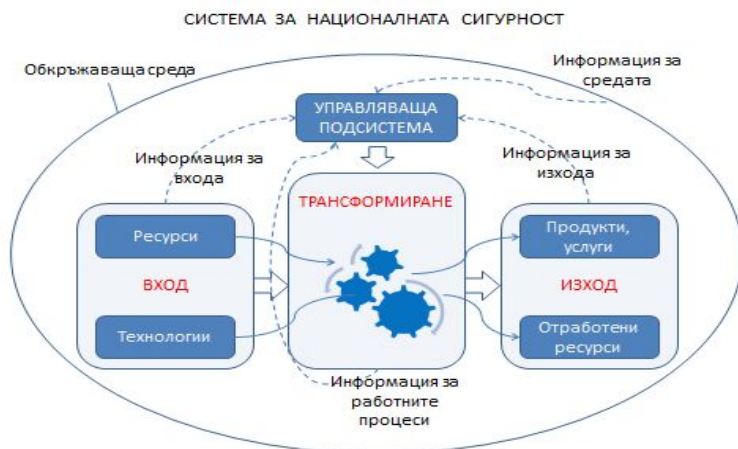 СИСТЕМА ЗА НАЦИОНАЛНАТА СИГУРНОСТ
Обкръжаваща среда
Информация за
средата
УПРАВЛЯВАЩА
ПОДСИСТЕМА
Информация за
входа
Информация за
изхода
ТРАНСФОРМИРАНЕ
Ресурси
ВХОД
Технологии
Продукти,
услуги
ИЗХОД
Отработени
ресурси
Информация за
работните
процеси